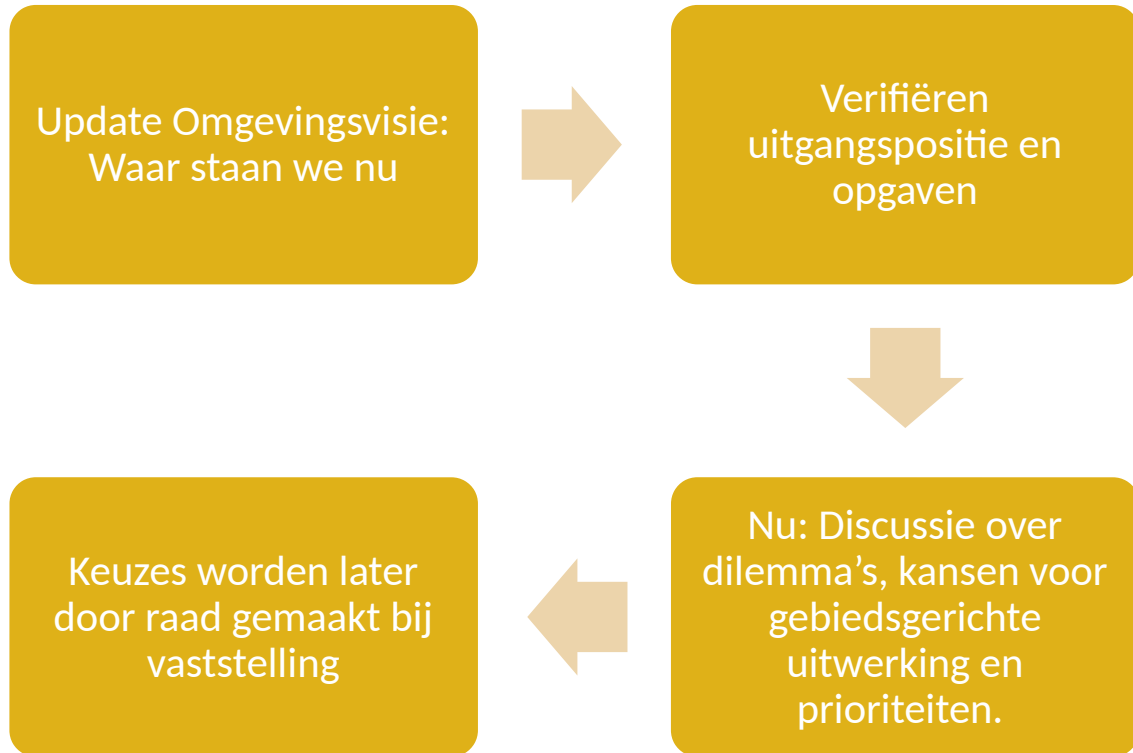 Update Omgevingsvisie:
Waar staan we nu
Verifiëren
uitgangspositie en
opgaven
Nu: Discussie over
dilemma’s, kansen voor
gebiedsgerichte
uitwerking en
prioriteiten.
Keuzes worden later
door raad gemaakt bij
vaststelling